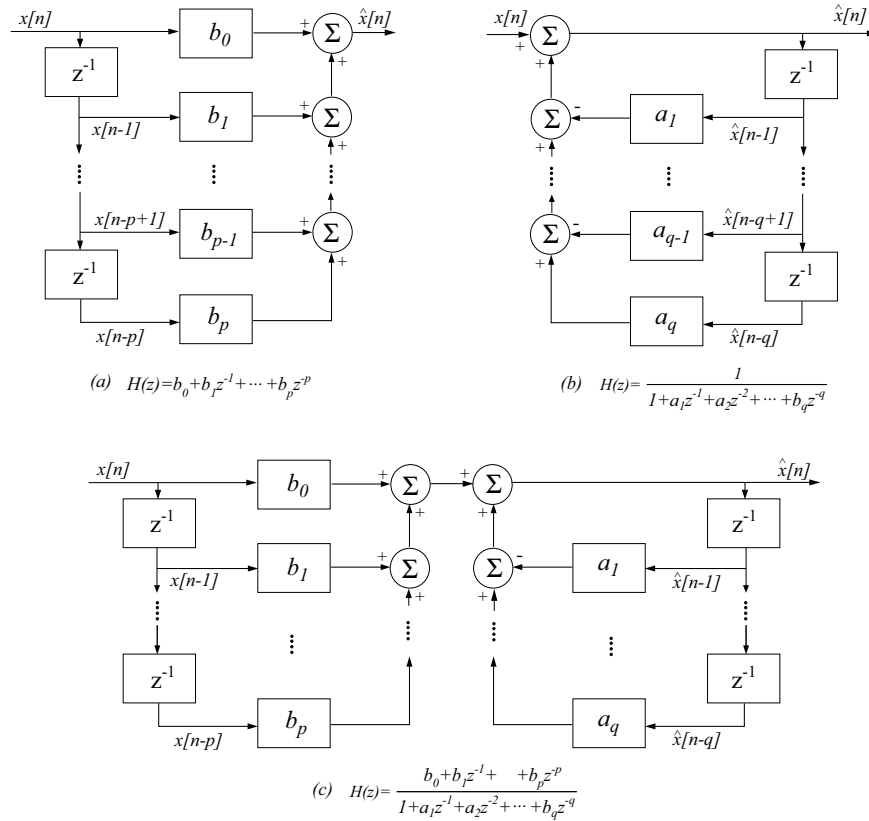 x[n] b0 + Σ x̂[n]
+
z⁻¹
x[n-1] b1 + Σ
+
x[n-p+1] bp-1 + Σ
+
z⁻¹
x[n-p] bp
(a) H(z)=b0+b1z⁻¹+⋯+bpz⁻ᵖ
x[n] + Σ x̂[n]
+
z⁻¹
Σ - a1 x̂[n-1]
+
Σ - aq-1 x̂[n-q+1]
+
z⁻¹
aq x̂[n-q]
(b) H(z)= 1
1+a1z⁻¹+a2z⁻²+⋯+bqz^-q
x[n] b0 + Σ + Σ x̂[n]
+ +
z⁻¹ z⁻¹
x[n-1] b1 + Σ Σ - a1 x̂[n-1]
+ +
z⁻¹ z⁻¹
x[n-p] bp aq x̂[n-q]
(c) H(z)= b0+b1z⁻¹+ +bpz⁻ᵖ
1+a1z⁻¹+a2z⁻²+⋯+bqz^-q